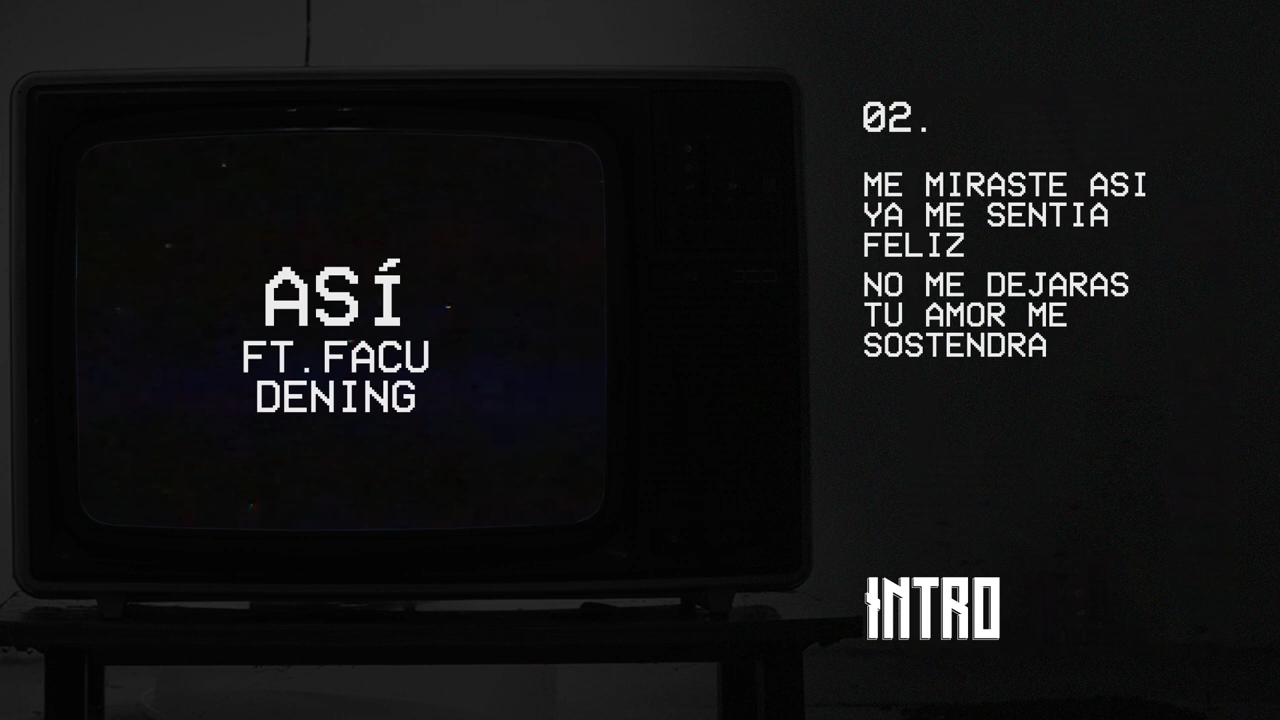 ASÍ
FT.FACU
DENING
02.
ME MIRASTE ASI
YA ME SENTIA
FELIZ
NO ME DEJARAS
TU AMOR ME
SOSTENDRA
INTRO